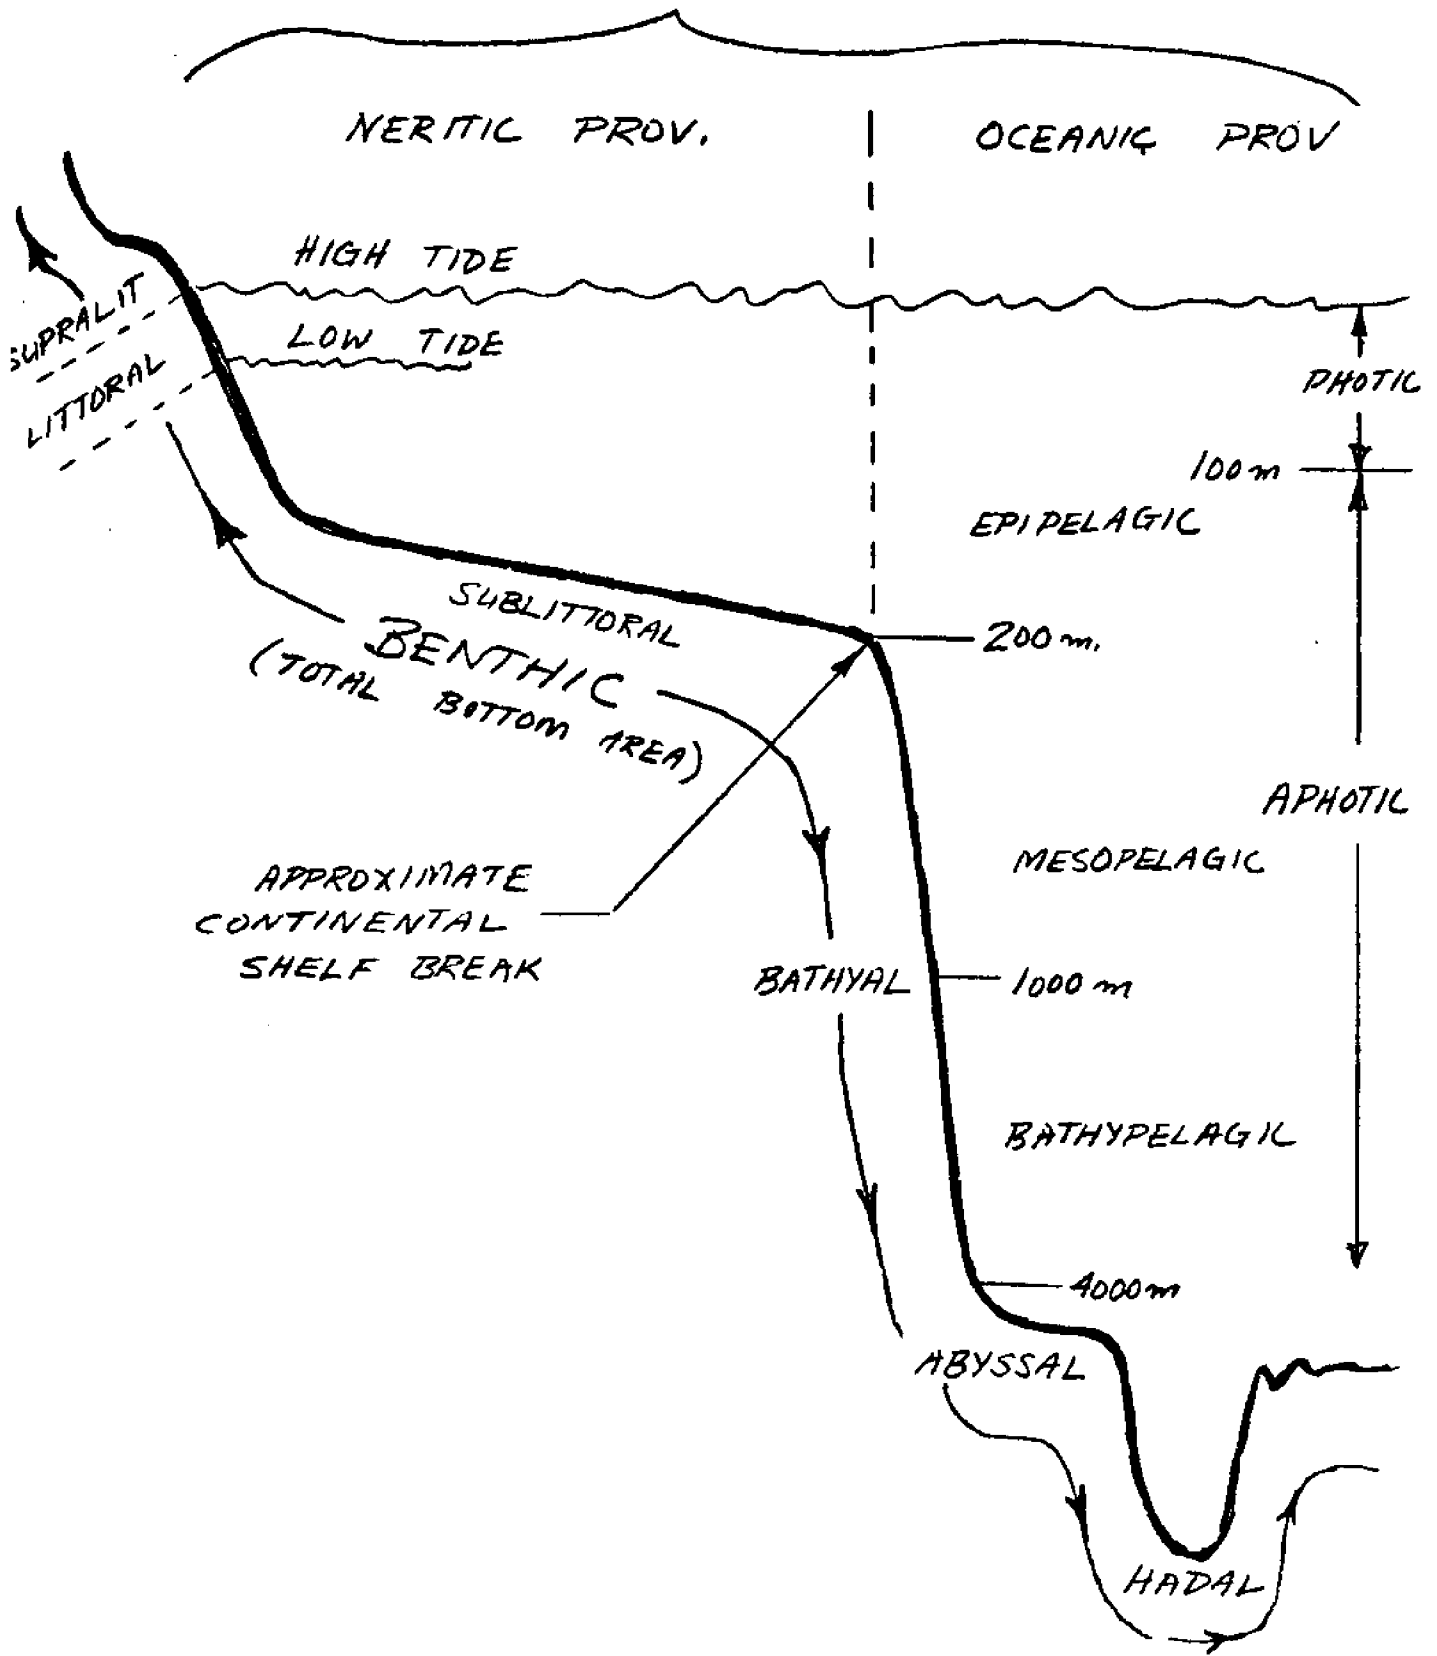 NERITIC PROV.
OCEANIC PROV
HIGH TIDE
SUPRALIT
LOW TIDE
LITTORAL
PHOTIC
100m
EPIPELAGIC
SUBLITTORAL
200m.
BENTHIC
(TOTAL BOTTOM AREA)
APHOTIC
MESOPELAGIC
APPROXIMATE
CONTINENTAL
SHELF BREAK
BATHYAL
1000m
BATHYPELAGIC
4000m
ABYSSAL
HADAL